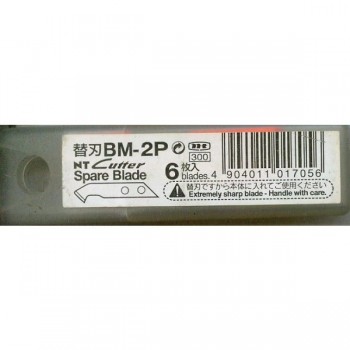 替刃 BM-2P
NT Cutter
Spare Blade
300
6枚入
blades.
4 904011 017056
替刃ですから本体に入れてご使用ください
Extremely sharp blade - Handle with care.